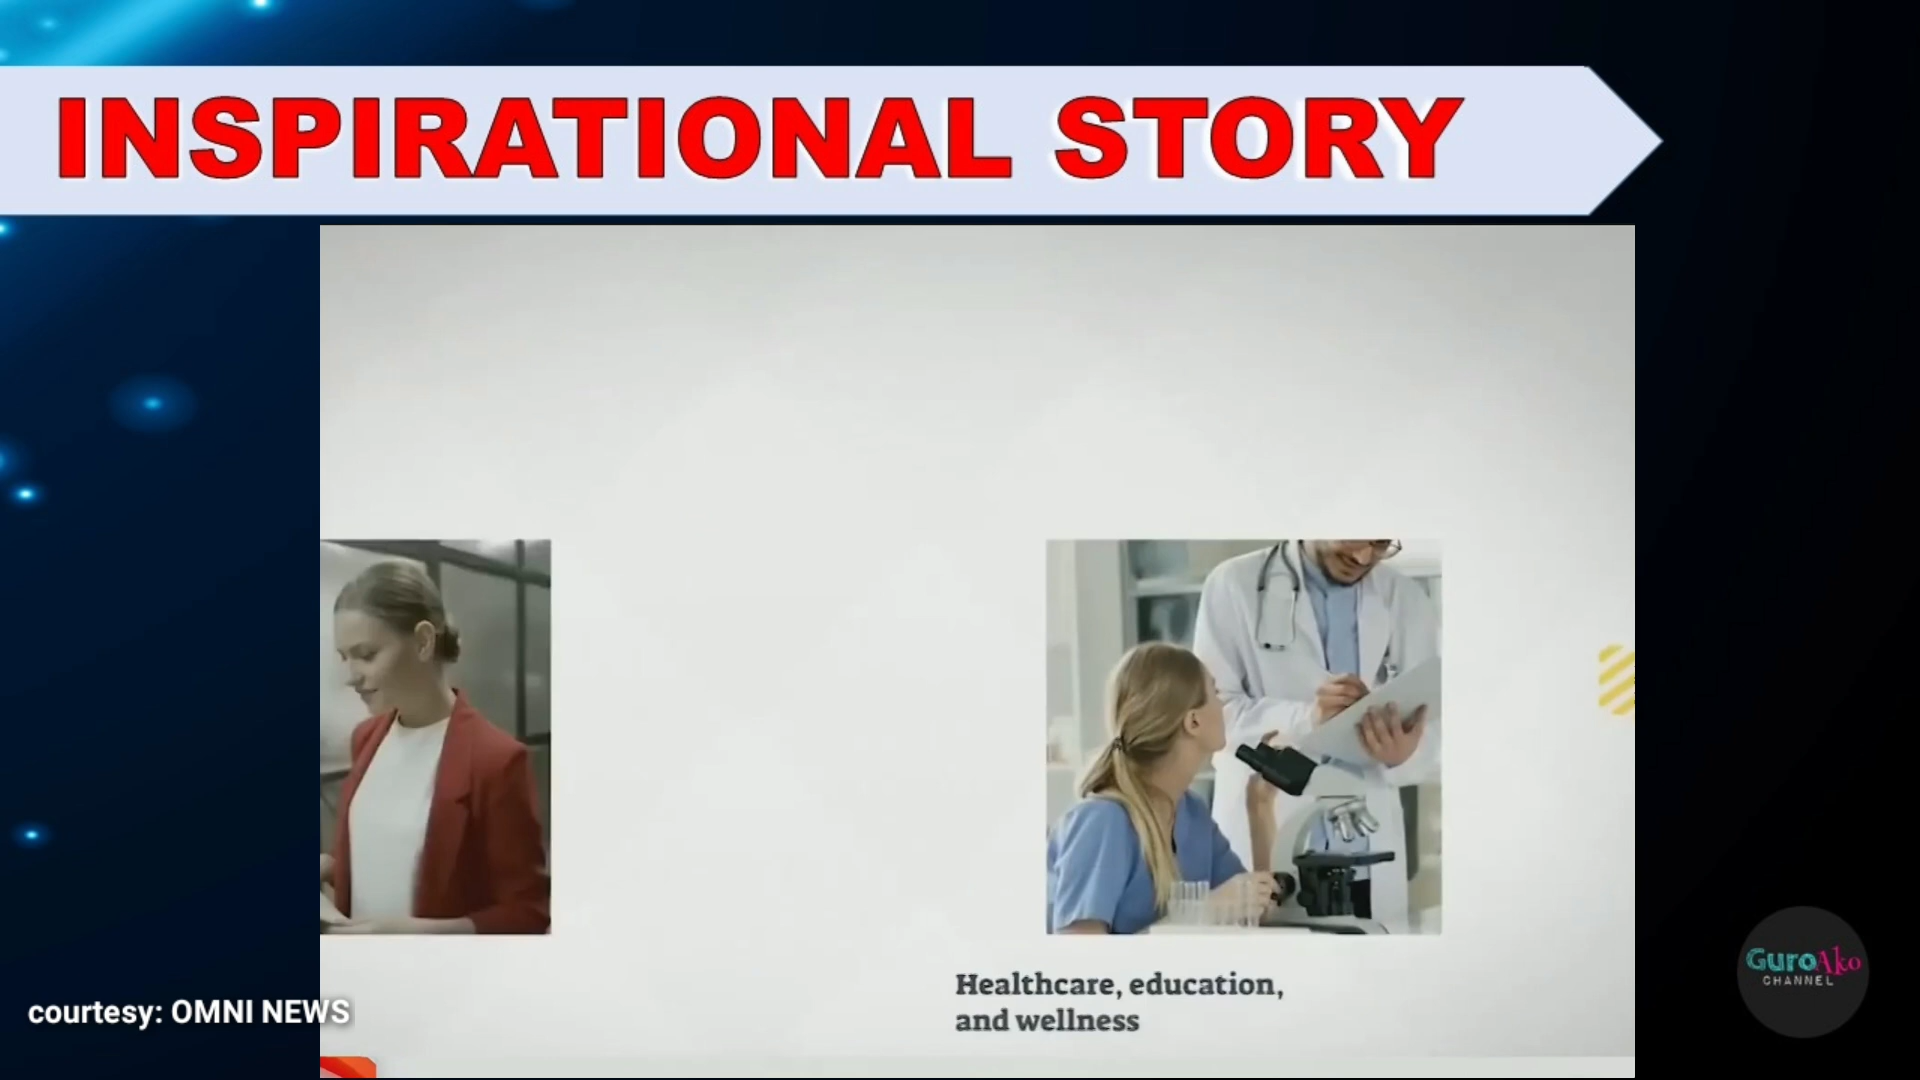 INSPIRATIONAL STORY
Healthcare, education,
and wellness
courtesy: OMNI NEWS
GuroAko
CHANNEL